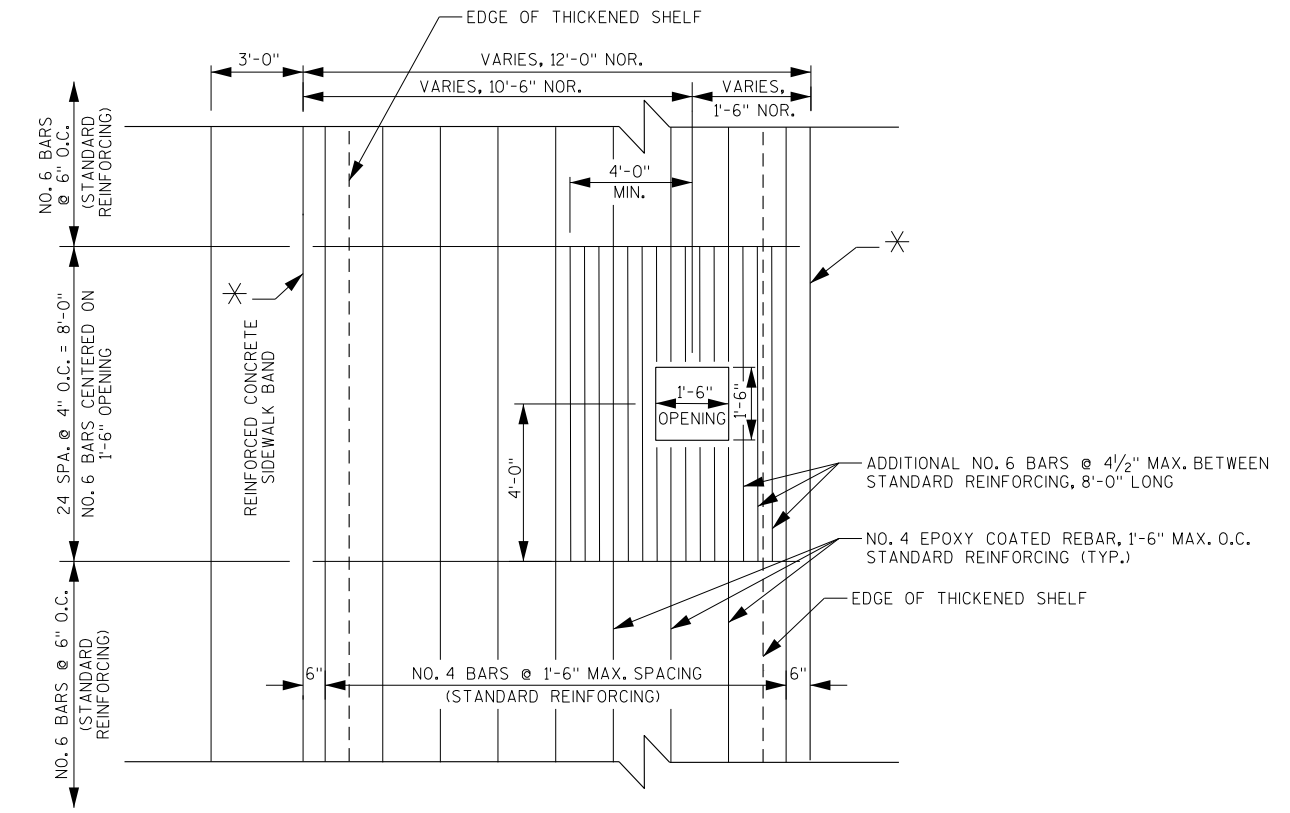 EDGE OF THICKENED SHELF
3'-0"
VARIES, 12'-0" NOR.
VARIES, 10'-6" NOR.
VARIES,
1'-6" NOR.
NO. 6 BARS
@ 6" O.C.
(STANDARD
REINFORCING)
4'-0"
MIN.
24 SPA. @ 4" O.C. = 8'-0"
NO. 6 BARS CENTERED ON
1'-6" OPENING
REINFORCED CONCRETE
SIDEWALK BAND
1'-6"
OPENING
1'-6"
4'-0"
ADDITIONAL NO. 6 BARS @ 4 1/2" MAX. BETWEEN
STANDARD REINFORCING, 8'-0" LONG
NO. 4 EPOXY COATED REBAR, 1'-6" MAX. O.C.
STANDARD REINFORCING (TYP.)
EDGE OF THICKENED SHELF
NO. 6 BARS @ 6" O.C.
(STANDARD
REINFORCING)
6"
NO. 4 BARS @ 1'-6" MAX. SPACING
(STANDARD REINFORCING)
6"